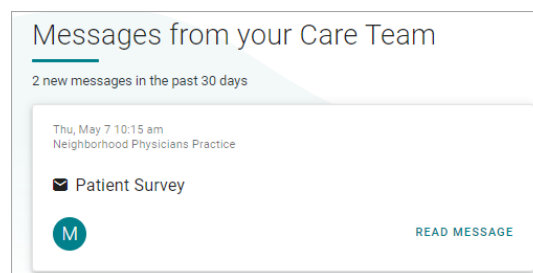 Messages from your Care Team
2 new messages in the past 30 days
Thu, May 7 10:15 am
Neighborhood Physicians Practice
Patient Survey
M
READ MESSAGE